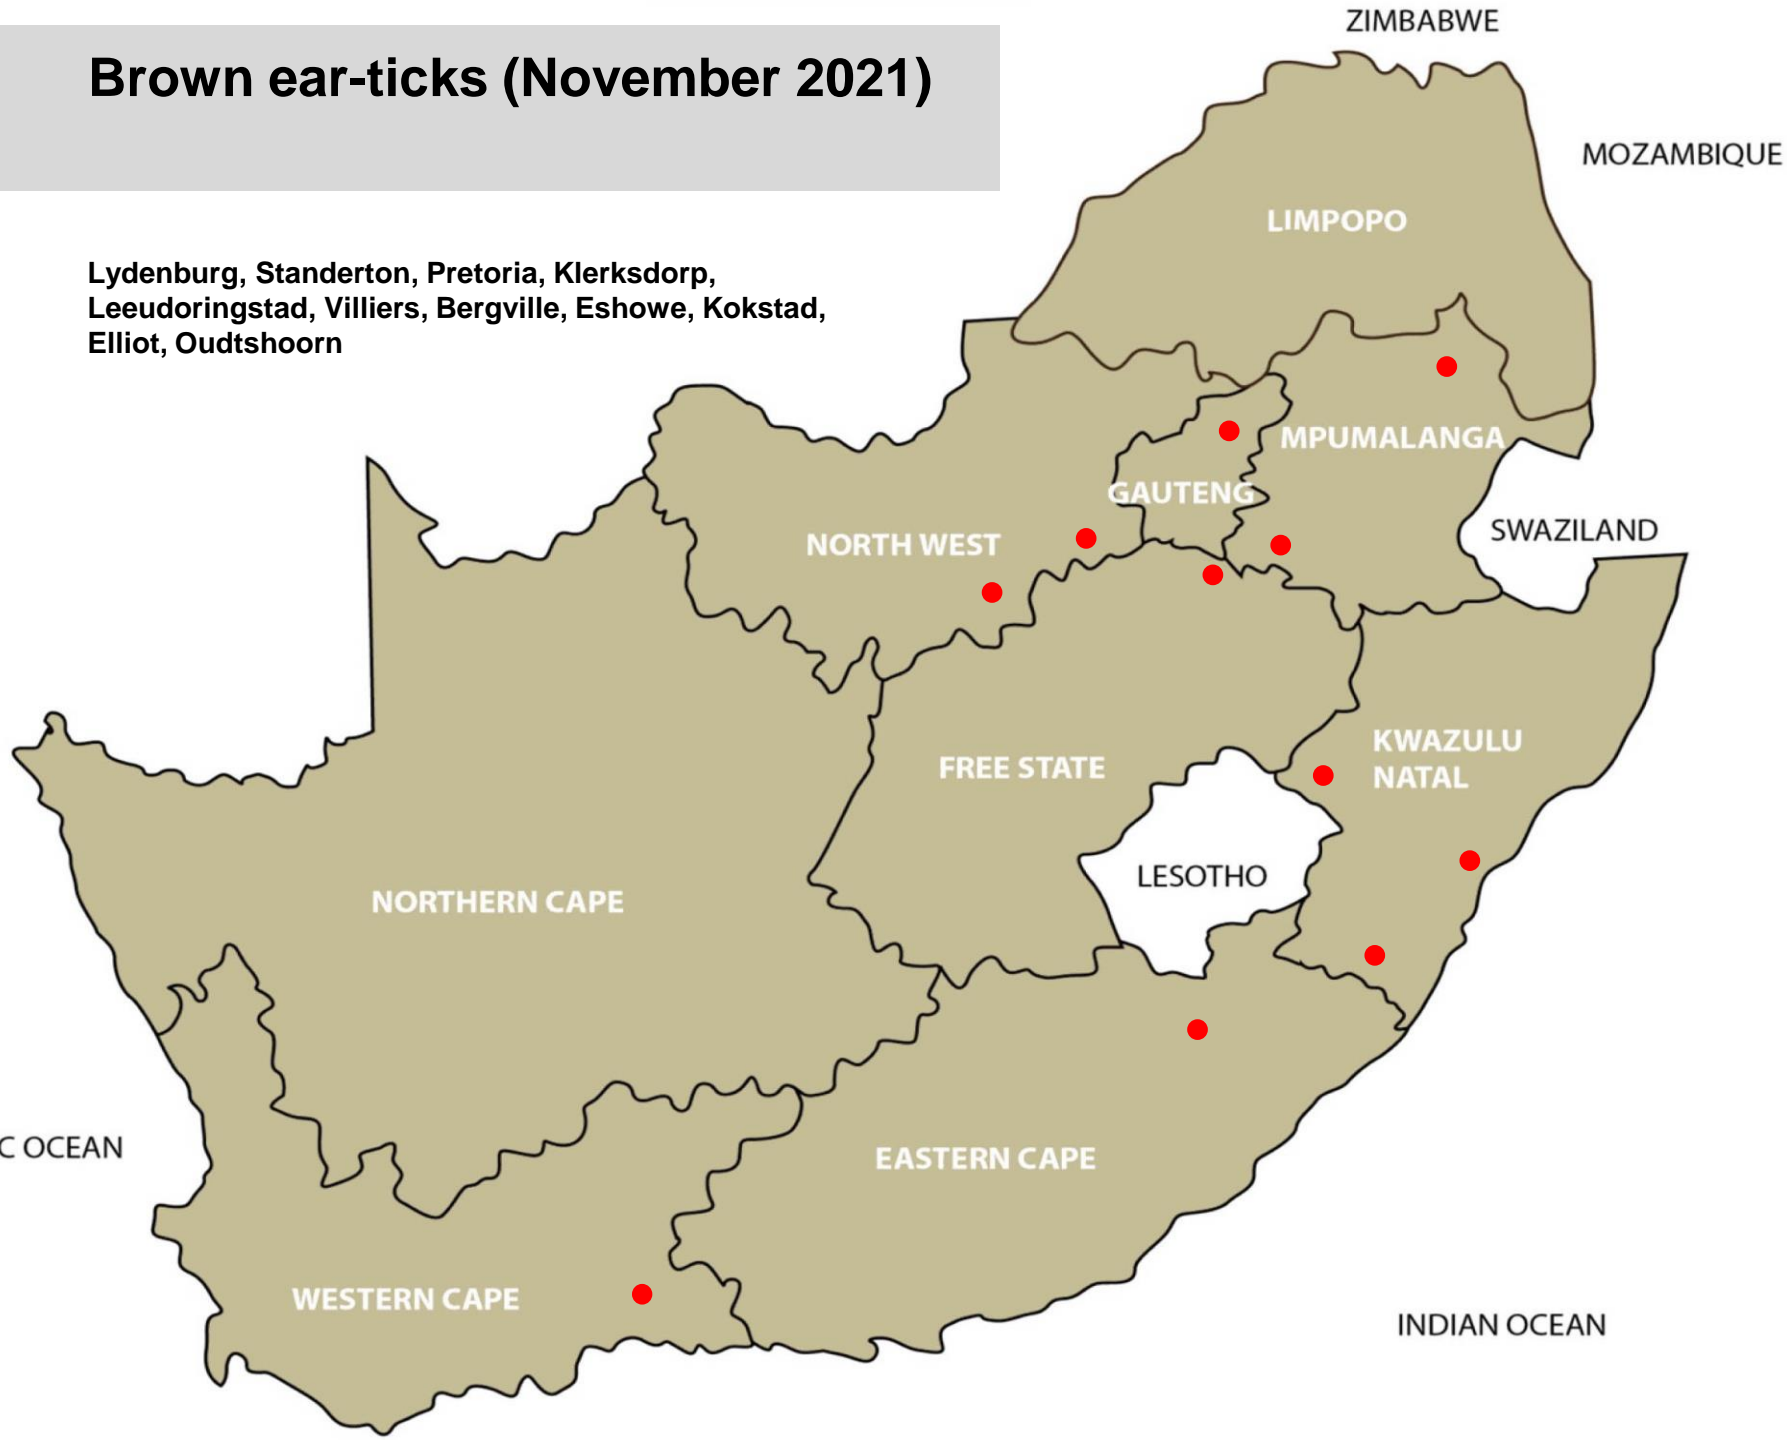 ZIMBABWE
Brown ear-ticks (November 2021)
MOZAMBIQUE
LIMPOPO
Lydenburg, Standerton, Pretoria, Klerksdorp,
Leeudoringstad, Villiers, Bergville, Eshowe, Kokstad,
Elliot, Oudtshoorn
MPUMALANGA
GAUTENG
SWAZILAND
NORTH WEST
KWAZULU
NATAL
FREE STATE
LESOTHO
NORTHERN CAPE
C OCEAN
EASTERN CAPE
WESTERN CAPE
INDIAN OCEAN